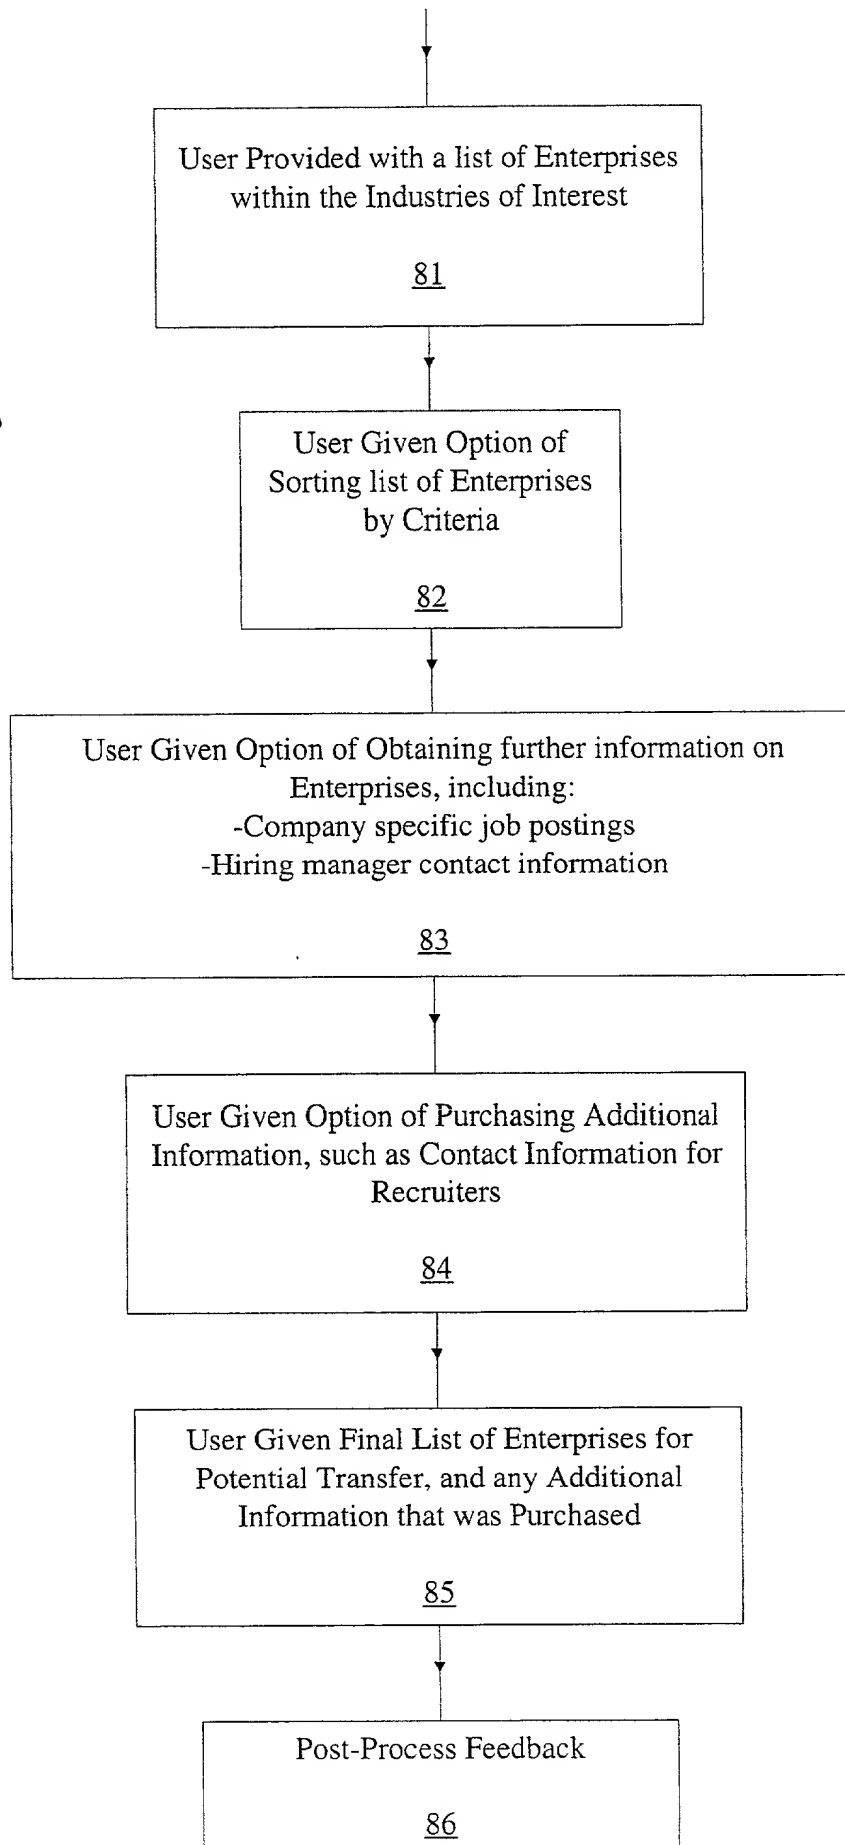 User Provided with a list of Enterprises
within the Industries of Interest
81
User Given Option of
Sorting list of Enterprises
by Criteria
82
User Given Option of Obtaining further information on
Enterprises, including:
-Company specific job postings
-Hiring manager contact information
83
User Given Option of Purchasing Additional
Information, such as Contact Information for
Recruiters
84
User Given Final List of Enterprises for
Potential Transfer, and any Additional
Information that was Purchased
85
Post-Process Feedback
86